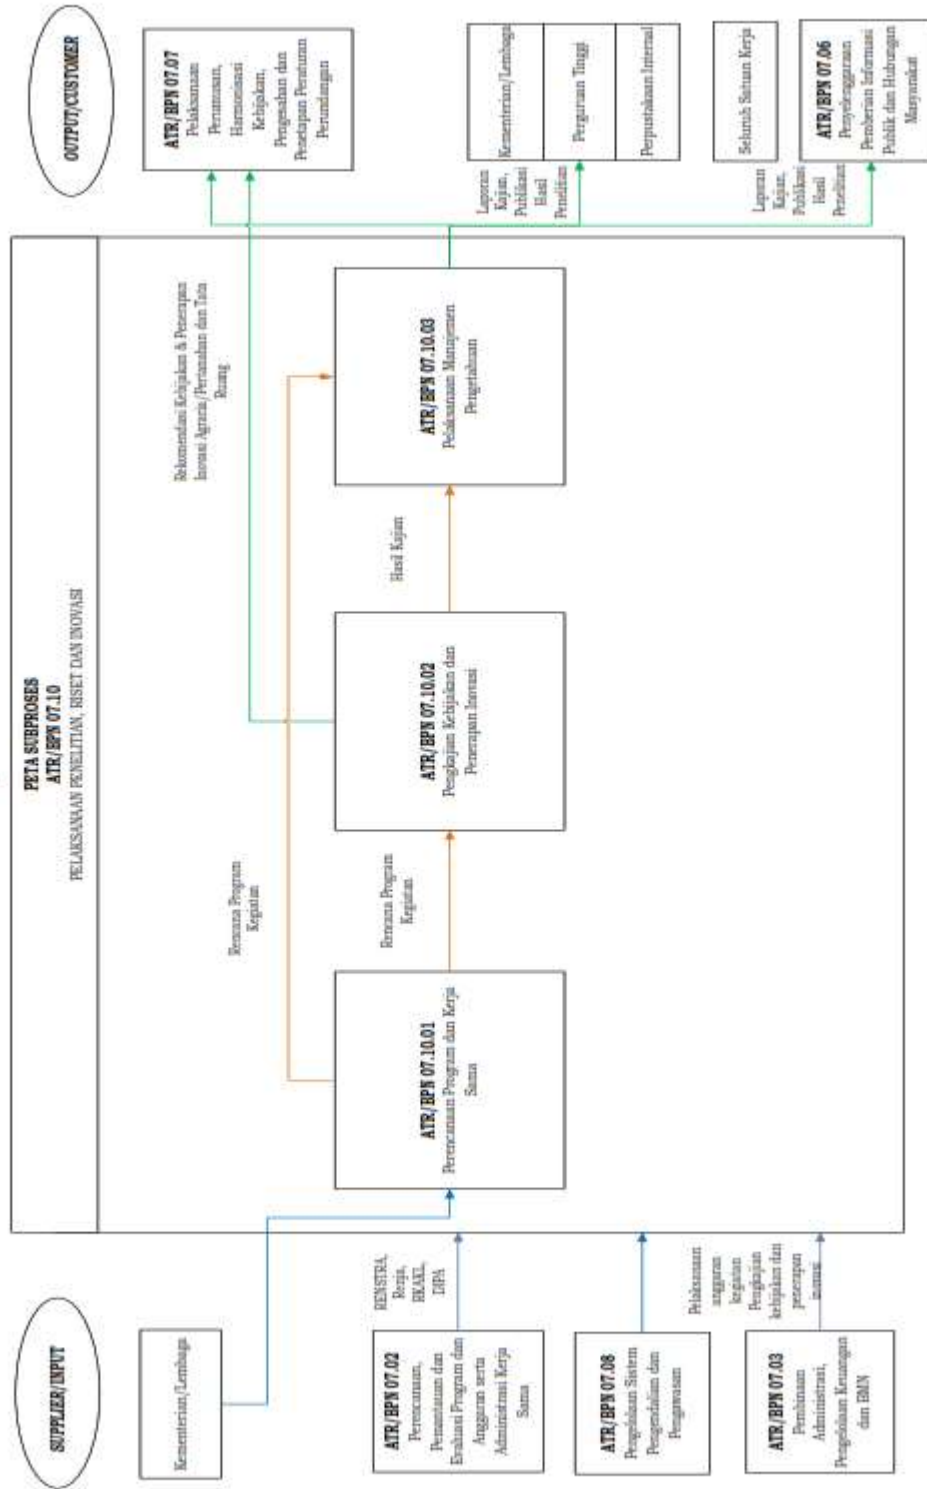 PETA SUBPROSES
ATR/BPN 07.10
PELAKSANAAN PENELITIAN, RISET DAN INOVASI
SUPPLIER/INPUT
Kementerian/Lembaga
ATR/BPN 07.02
Perencanaan,
Pemantauan dan
Evaluasi Program dan
Anggaran serta
Administrasi Kerja
Sama
RENSTRA,
Renja,
RKAKL,
DIPA
ATR/BPN 07.08
Pengelolaan Sistem
Pengendalian dan
Pengawasan
ATR/BPN 07.03
Pembinaan
Administrasi,
Pengelolaan Keuangan
dan BMN
Pelaksanaan
anggaran
kegiatan
Pengkajian
kebijakan dan
penerapan
inovasi
ATR/BPN 07.10.01
Perencanaan Program dan Kerja
Sama
Rencana Program
Kegiatan
Rencana Program
Kegiatan
ATR/BPN 07.10.02
Pengkajian Kebijakan dan
Penerapan Inovasi
Hasil Kajian
Rekomendasi Kebijakan & Penerapan
Inovasi Agraria/Pertanahan dan Tata
Ruang
ATR/BPN 07.10.03
Pelaksanaan Manajemen
Pengetahuan
OUTPUT/CUSTOMER
ATR/BPN 07.07
Pelaksanaan
Perumusan,
Harmonisasi
Kebijakan,
Pengesahan dan
Penetapan Peraturan
Perundangan
Laporan
Kajian,
Publikasi
Hasil
Penelitian
Kementerian/Lembaga
Perguruan Tinggi
Perpustakaan Internal
Laporan
Kajian,
Publikasi
Hasil
Penelitian
Seluruh Satuan Kerja
ATR/BPN 07.06
Penyelenggaraan
Pemberian Informasi
Publik dan Hubungan
Masyarakat